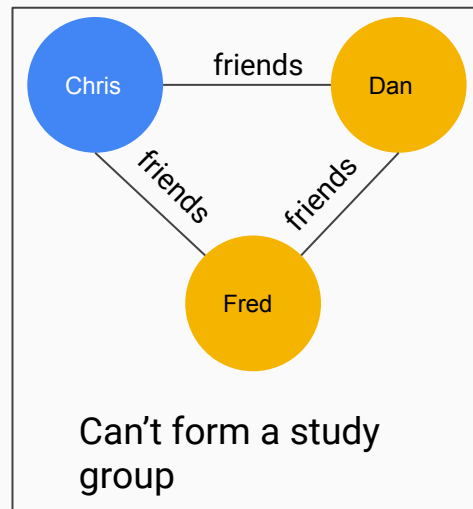 friends
Chris
Dan
friends
friends
Fred
Can't form a study
group